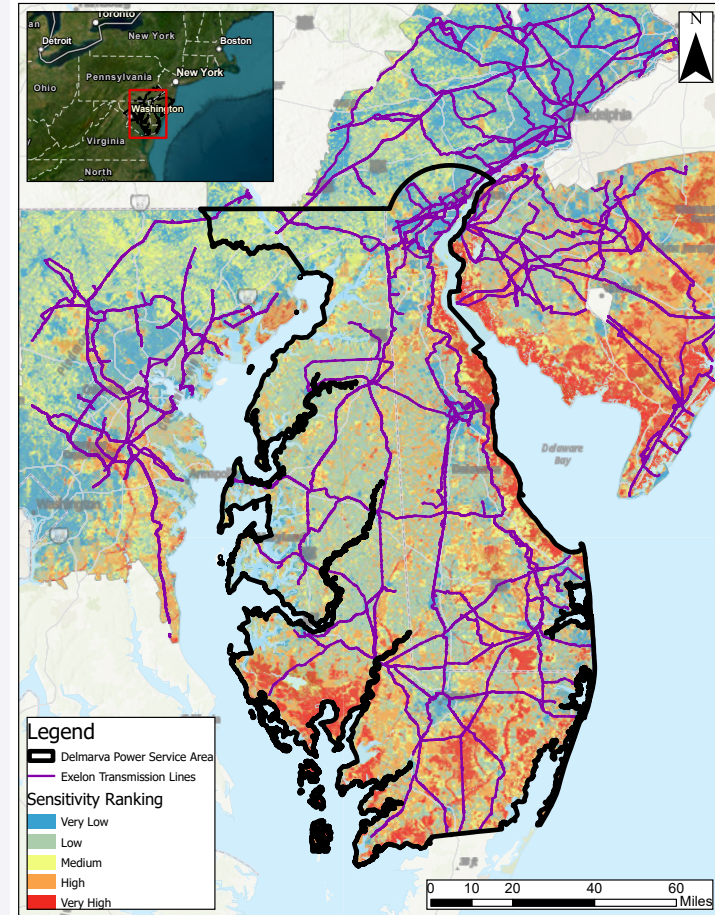 Toronto
an
New York
Detroit
Boston
Pennsylvania
New York
Ohio
Washington
Virginia
North
N
Philadelphia
Delaware
Bay
Legend
Delmarva Power Service Area
Exelon Transmission Lines
Sensitivity Ranking
Very Low
Low
Medium
High
Very High
0 10 20 40 60
Miles